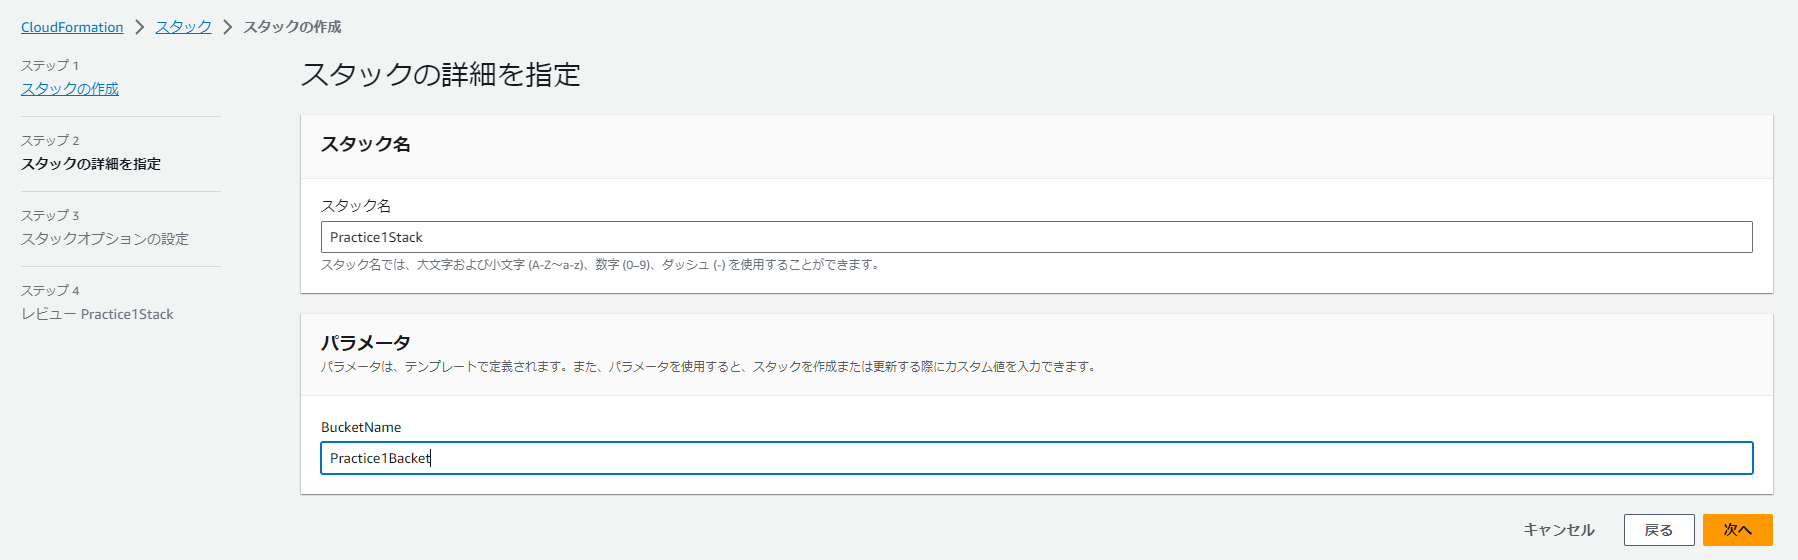 CloudFormation > スタック > スタックの作成
ステップ 1
スタックの作成
ステップ 2
スタックの詳細を指定
ステップ 3
スタックオプションの設定
ステップ 4
レビュー Practice1Stack
スタックの詳細を指定
スタック名
スタック名
Practice1Stack
スタック名では、大文字および小文字 (A-Z～a-z)、数字 (0–9)、ダッシュ (-) を使用することができます。
パラメータ
パラメータは、テンプレートで定義されます。また、パラメータを使用すると、スタックを作成または更新する際にカスタム値を入力できます。
BucketName
Practice1Backet
キャンセル 戻る 次へ